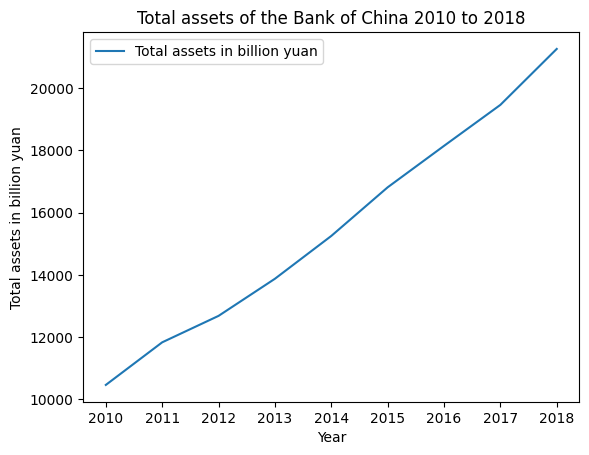 Total assets of the Bank of China 2010 to 2018
Total assets in billion yuan
Total assets in billion yuan
20000
18000
16000
14000
12000
10000
2010 2011 2012 2013 2014 2015 2016 2017 2018
Year